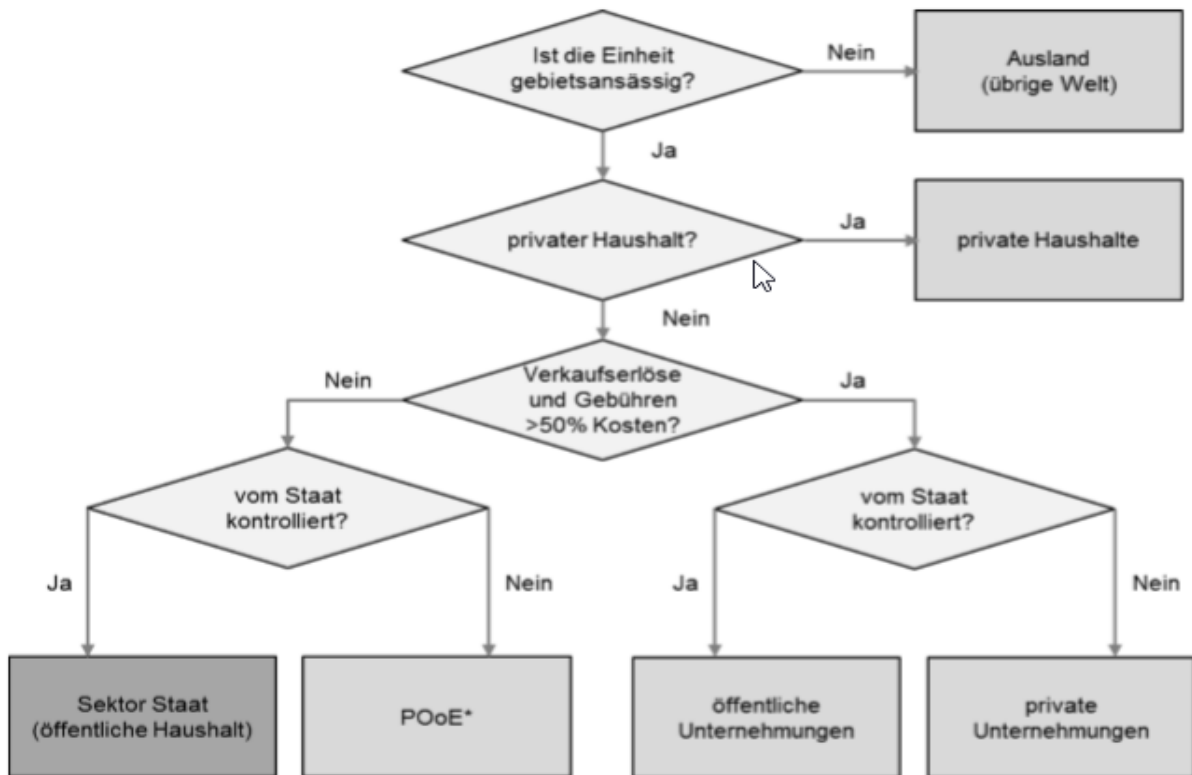 Ist die Einheit
gebietsansässig?
Nein
Ausland
(übrige Welt)
Ja
privater Haushalt?
Ja
private Haushalte
Nein
Nein
Verkaufserlöse
und Gebühren
>50% Kosten?
Ja
vom Staat
kontrolliert?
vom Staat
kontrolliert?
Ja
Nein
Ja
Nein
Sektor Staat
(öffentliche Haushalt)
POoE*
öffentliche
Unternehmungen
private
Unternehmungen